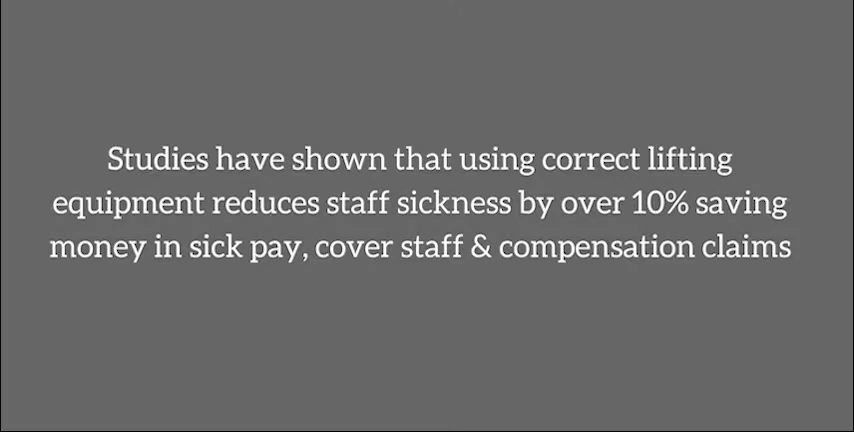 Studies have shown that using correct lifting
equipment reduces staff sickness by over 10% saving
money in sick pay, cover staff & compensation claims